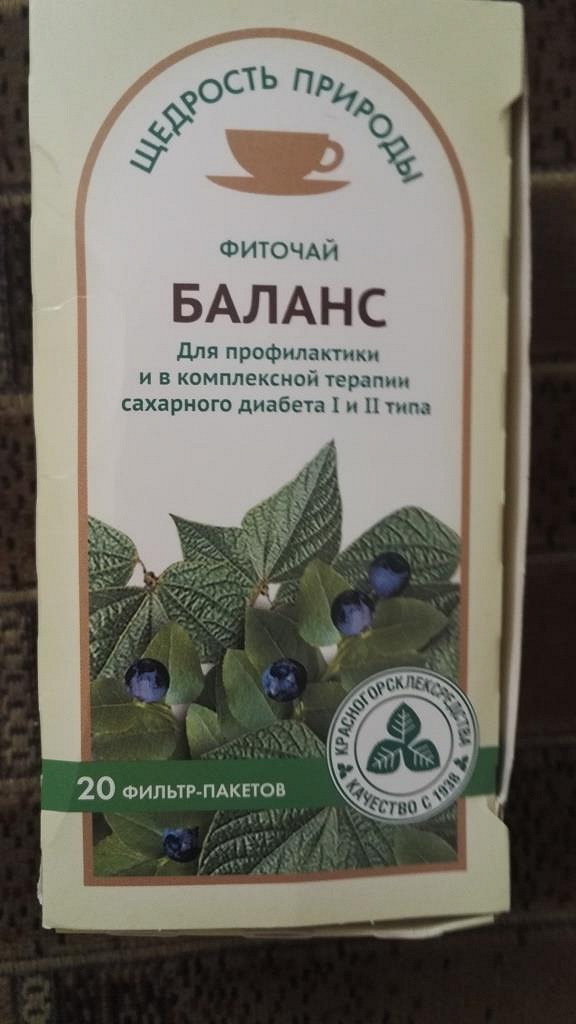 ЩЕДРОСТЬ ПРИРОДЫ
ФИТОЧАЙ
БАЛАНС
Для профилактики
и в комплексной терапии
сахарного диабета I и II типа
КРАСНОГОРСКЛЕКСРЕДСТВА
КАЧЕСТВО С 1938
20 ФИЛЬТР-ПАКЕТОВ